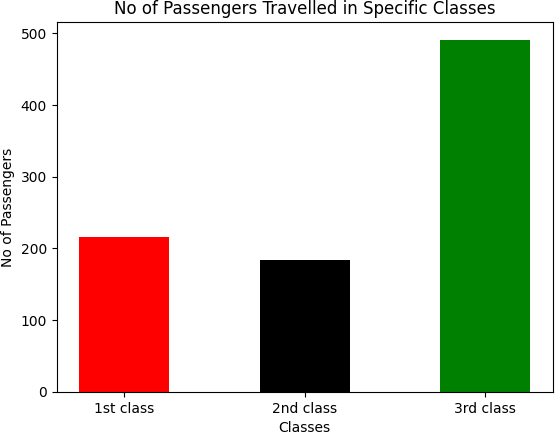 No of Passengers Travelled in Specific Classes
No of Passengers
500
400
300
200
100
0
1st class 2nd class 3rd class
Classes